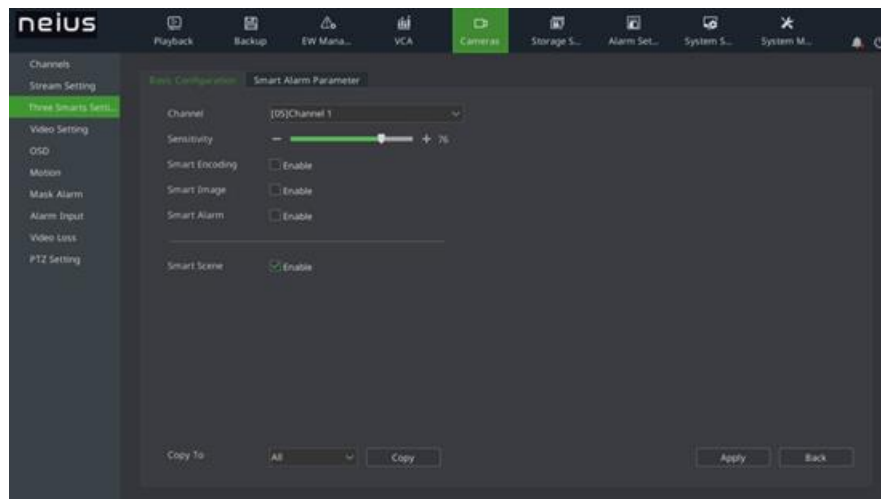 neius
Playback Backup EW Mana... VCA Cameras Storage S... Alarm Set... System S... System M...
Channels
Stream Setting
Three Smarts Setti...
Video Setting
OSD
Motion
Mask Alarm
Alarm Input
Video Loss
PTZ Setting
Basic Configuration Smart Alarm Parameter
Channel [05]Channel 1
Sensitivity 76
Smart Encoding Enable
Smart Image Enable
Smart Alarm Enable
Smart Scene Enable
Copy To All Copy Apply Back